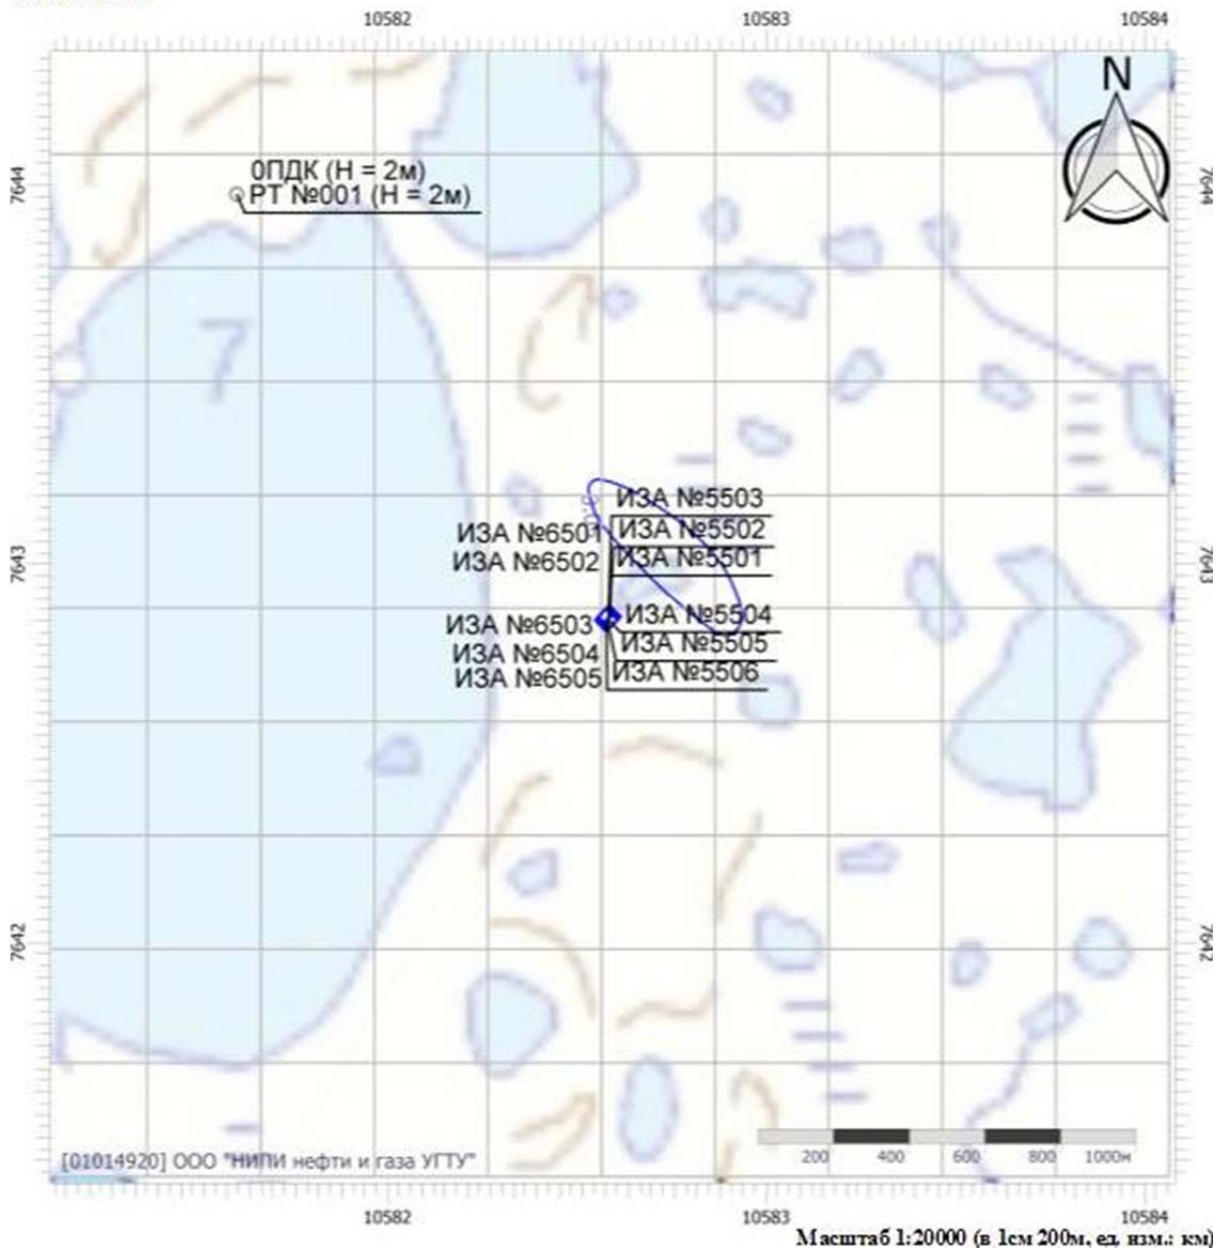 10582 10583 10584
N
7644
7644
0ПДК (Н = 2м)
РТ №001 (Н = 2м)
ИЗА №5503
ИЗА №6501
ИЗА №5502
ИЗА №6502
ИЗА №5501
7643
7643
ИЗА №5504
ИЗА №6503
ИЗА №5505
ИЗА №6504
ИЗА №5506
ИЗА №6505
7642
7642
200 400 600 800 1000м
[01014920] ООО "НИПИ нефти и газа УГТУ"
10582 10583 10584
Масштаб 1:20000 (в 1см 200м, ед. изм.: км)